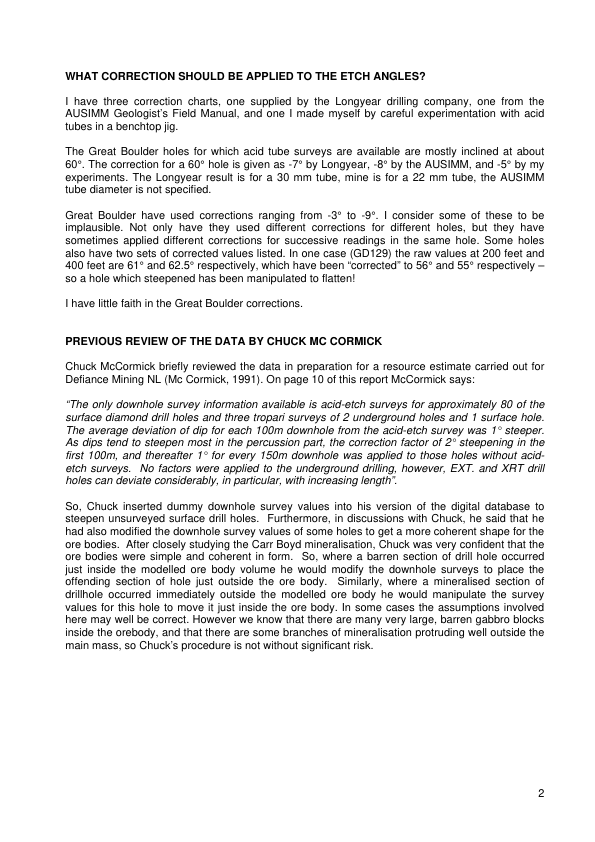 WHAT CORRECTION SHOULD BE APPLIED TO THE ETCH ANGLES?
I have three correction charts, one supplied by the Longyear drilling company, one from the
AUSIMM Geologist's Field Manual, and one I made myself by careful experimentation with acid
tubes in a benchtop jig.
The Great Boulder holes for which acid tube surveys are available are mostly inclined at about
60°. The correction for a 60° hole is given as -7° by Longyear, -8° by the AUSIMM, and -5° by my
experiments. The Longyear result is for a 30 mm tube, mine is for a 22 mm tube, the AUSIMM
tube diameter is not specified.
Great Boulder have used corrections ranging from -3° to -9°. I consider some of these to be
implausible. Not only have they used different corrections for different holes, but they have
sometimes applied different corrections for successive readings in the same hole. Some holes
also have two sets of corrected values listed. In one case (GD129) the raw values at 200 feet and
400 feet are 61° and 62.5° respectively, which have been “corrected” to 56° and 55° respectively –
so a hole which steepened has been manipulated to flatten!
I have little faith in the Great Boulder corrections.
PREVIOUS REVIEW OF THE DATA BY CHUCK MC CORMICK
Chuck McCormick briefly reviewed the data in preparation for a resource estimate carried out for
Defiance Mining NL (Mc Cormick, 1991). On page 10 of this report McCormick says:
“The only downhole survey information available is acid-etch surveys for approximately 80 of the
surface diamond drill holes and three tropari surveys of 2 underground holes and 1 surface hole.
The average deviation of dip for each 100m downhole from the acid-etch survey was 1° steeper.
As dips tend to steepen most in the percussion part, the correction factor of 2° steepening in the
first 100m, and thereafter 1° for every 150m downhole was applied to those holes without acid-
etch surveys. No factors were applied to the underground drilling, however, EXT. and XRT drill
holes can deviate considerably, in particular, with increasing length”.
So, Chuck inserted dummy downhole survey values into his version of the digital database to
steepen unsurveyed surface drill holes. Furthermore, in discussions with Chuck, he said that he
had also modified the downhole survey values of some holes to get a more coherent shape for the
ore bodies. After closely studying the Carr Boyd mineralisation, Chuck was very confident that the
ore bodies were simple and coherent in form. So, where a barren section of drill hole occurred
just inside the modelled ore body volume he would modify the downhole surveys to place the
offending section of hole just outside the ore body. Similarly, where a mineralised section of
drillhole occurred immediately outside the modelled ore body he would manipulate the survey
values for this hole to move it just inside the ore body. In some cases the assumptions involved
here may well be correct. However we know that there are many very large, barren gabbro blocks
inside the orebody, and that there are some branches of mineralisation protruding well outside the
main mass, so Chuck's procedure is not without significant risk.
2